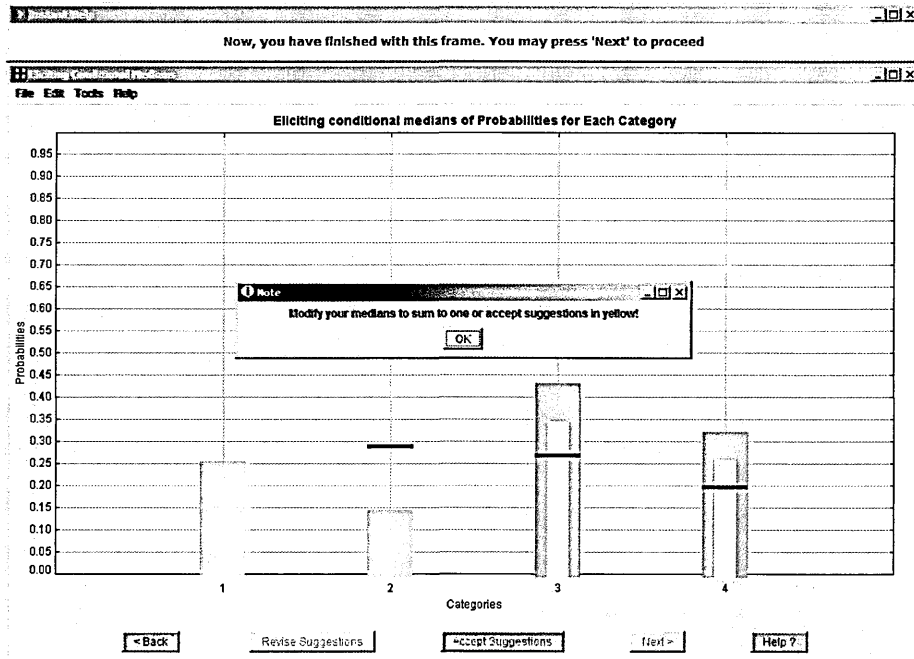 Now, you have finished with this frame. You may press 'Next' to proceed
File Edit Tools Help
Eliciting conditional medians of Probabilities for Each Category
0.95
0.90
0.85
0.80
0.75
0.70
0.65
0.60
0.55
0.50
0.45
0.40
0.35
0.30
0.25
0.20
0.15
0.10
0.05
0.00
Probabilities
Note
Modify your medians to sum to one or accept suggestions in yellow!
OK
1 2 3 4
Categories
< Back Revise Suggestions Accept Suggestions Next > Help ?